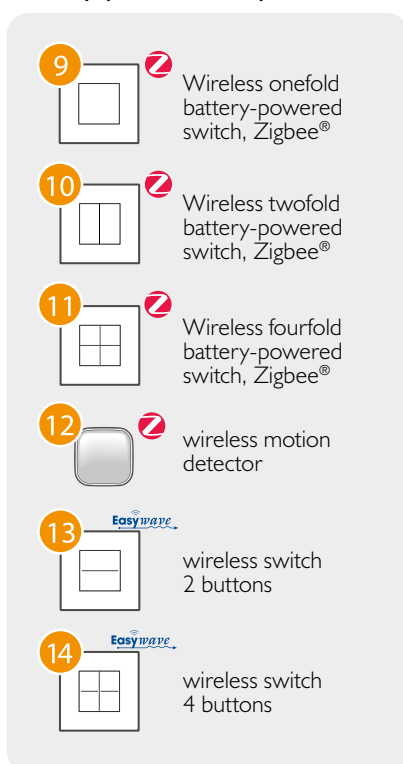 9
Wireless onefold
battery-powered
switch, Zigbee®
10
Wireless twofold
battery-powered
switch, Zigbee®
11
Wireless fourfold
battery-powered
switch, Zigbee®
12
wireless motion
detector
Easywave
13
wireless switch
2 buttons
Easywave
14
wireless switch
4 buttons